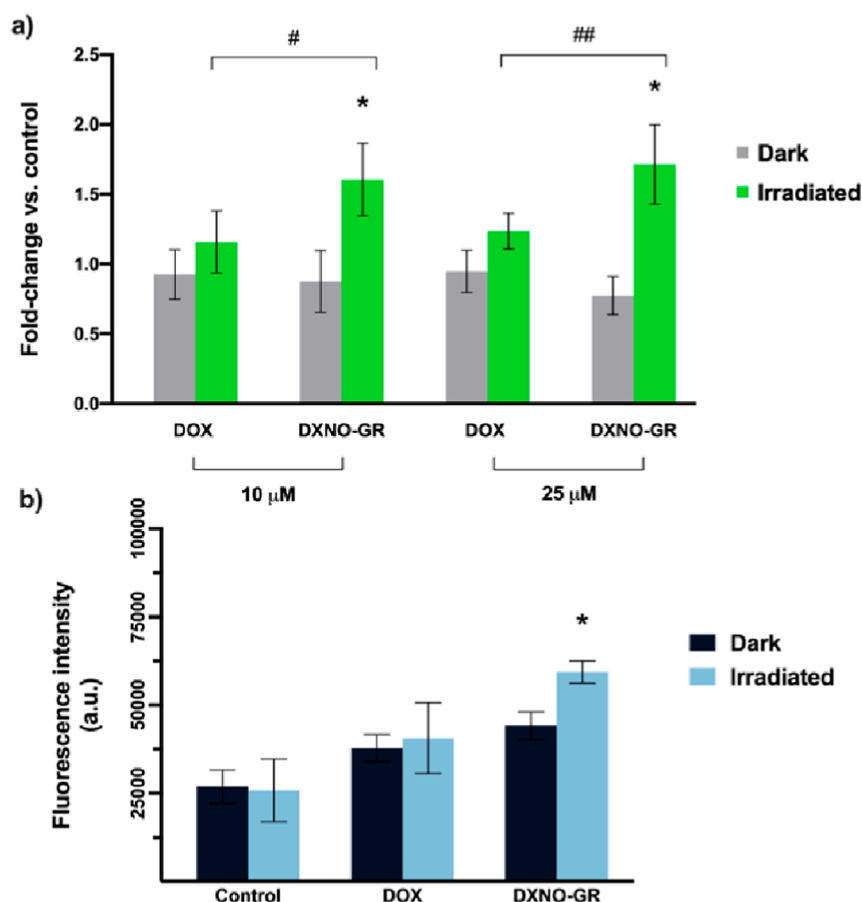 a)
# ##
* *
Fold-change vs. control
2.5
2.0
1.5
1.0
0.5
0.0
Dark
Irradiated
DOX DXNO-GR DOX DXNO-GR
10 μM 25 μM
b)
Fluorescence intensity
(a.u.)
100000
75000
50000
25000
*
Dark
Irradiated
Control DOX DXNO-GR